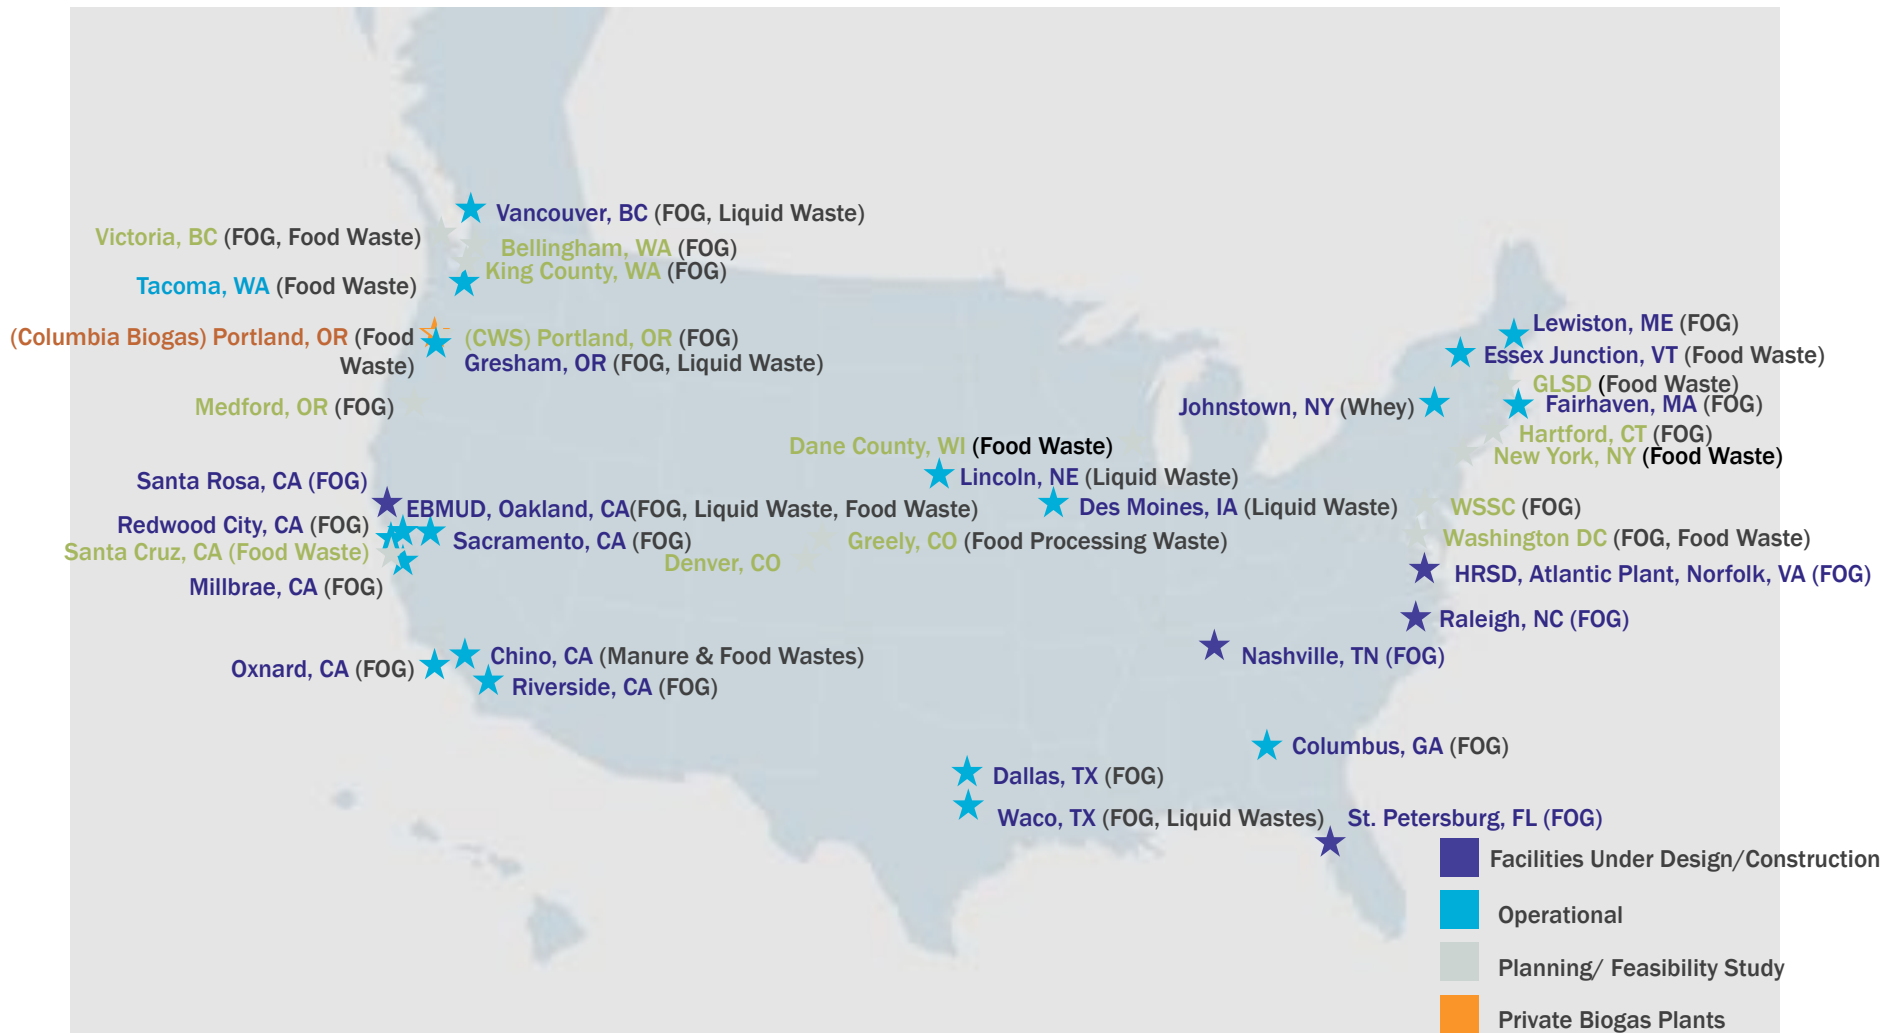 Vancouver, BC (FOG, Liquid Waste)
Victoria, BC (FOG, Food Waste)
Bellingham, WA (FOG)
King County, WA (FOG)
Tacoma, WA (Food Waste)
(Columbia Biogas) Portland, OR (Food
Waste)
(CWS) Portland, OR (FOG)
Gresham, OR (FOG, Liquid Waste)
Medford, OR (FOG)
Lewiston, ME (FOG)
Essex Junction, VT (Food Waste)
GLSD (Food Waste)
Johnstown, NY (Whey)
Fairhaven, MA (FOG)
Hartford, CT (FOG)
New York, NY (Food Waste)
Dane County, WI (Food Waste)
Lincoln, NE (Liquid Waste)
Santa Rosa, CA (FOG)
EBMUD, Oakland, CA(FOG, Liquid Waste, Food Waste)
Des Moines, IA (Liquid Waste)
WSSC (FOG)
Redwood City, CA (FOG)
Sacramento, CA (FOG)
Greely, CO (Food Processing Waste)
Washington DC (FOG, Food Waste)
Santa Cruz, CA (Food Waste)
Denver, CO
HRSD, Atlantic Plant, Norfolk, VA (FOG)
Millbrae, CA (FOG)
Raleigh, NC (FOG)
Nashville, TN (FOG)
Chino, CA (Manure & Food Wastes)
Oxnard, CA (FOG)
Riverside, CA (FOG)
Columbus, GA (FOG)
Dallas, TX (FOG)
Waco, TX (FOG, Liquid Wastes)
St. Petersburg, FL (FOG)
Facilities Under Design/Construction
Operational
Planning/ Feasibility Study
Private Biogas Plants